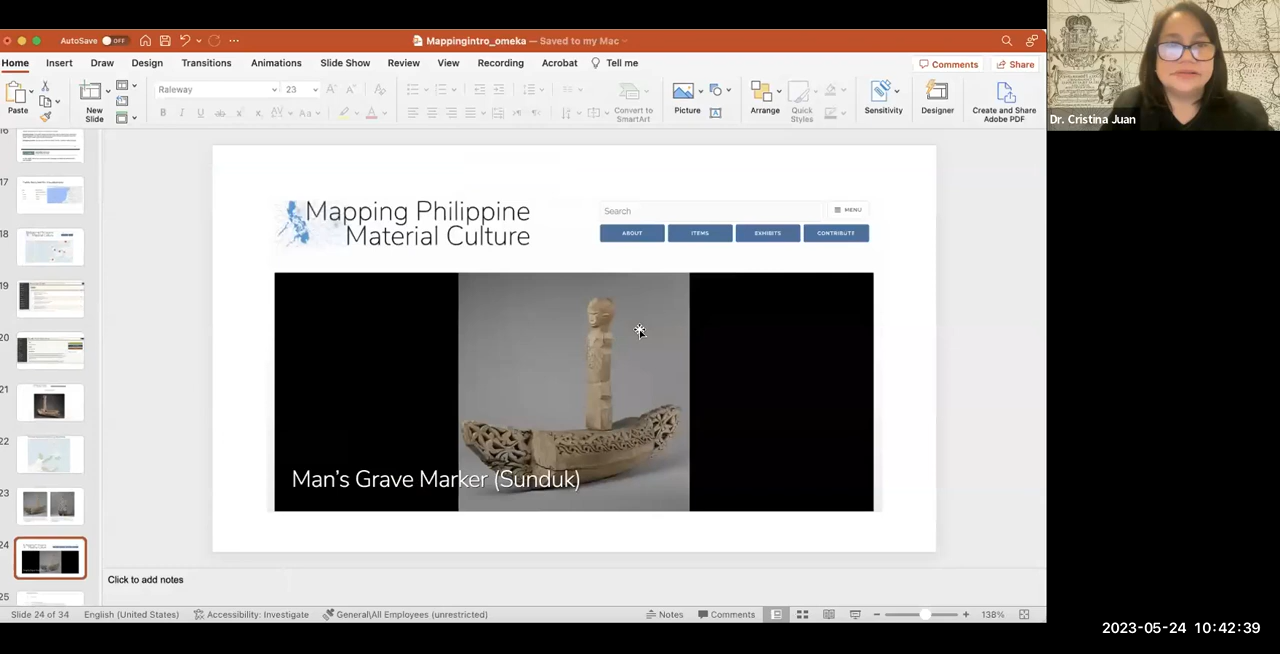 AutoSave OFF
Mappingintro_omeka — Saved to my Mac
Home Insert Draw Design Transitions Animations Slide Show Review View Recording Acrobat Tell me
Comments Share
Paste
New
Slide
Raleway 23
Convert to
SmartArt
Picture
Arrange
Quick
Styles
Sensitivity
Designer
Create and Share
Adobe PDF
Dr. Cristina Juan
16
17
18
19
20
21
22
23
24
25
Mapping Philippine
Material Culture
Search
MENU
ABOUT ITEMS EXHIBITS CONTRIBUTE
Man's Grave Marker (Sunduk)
Click to add notes
Slide 24 of 34 English (United States) Accessibility: Investigate General\All Employees (unrestricted) Notes Comments 138%
2023-05-24 10:42:39